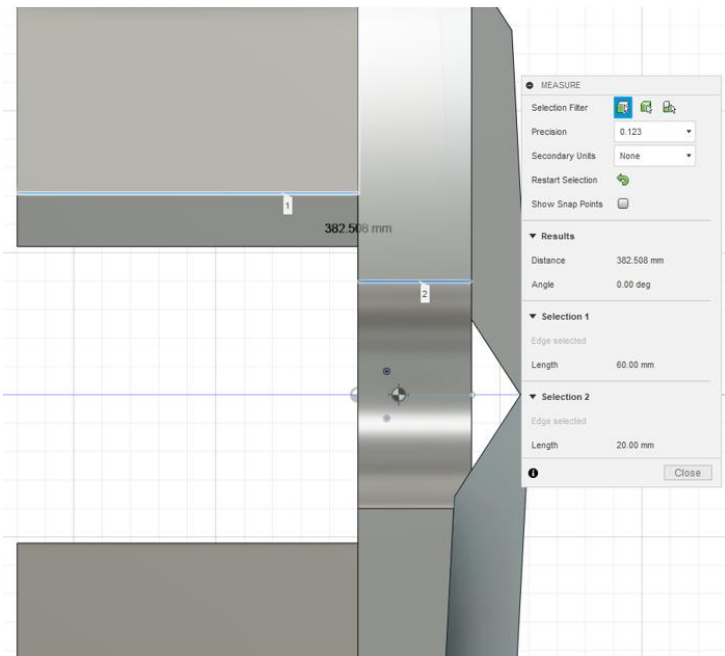 MEASURE
Selection Filter
Precision 0.123
Secondary Units None
Restart Selection
Show Snap Points
1
382.508 mm
2
Results
Distance 382.508 mm
Angle 0.00 deg
Selection 1
Edge selected
Length 60.00 mm
Selection 2
Edge selected
Length 20.00 mm
Close